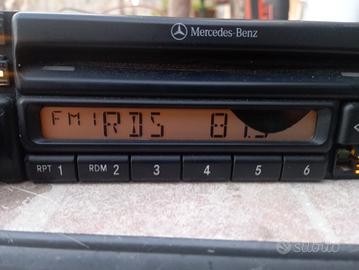 Mercedes-Benz
FM1 RDS 87.5
RPT 1 RDM 2 3 4 5 6
Subito